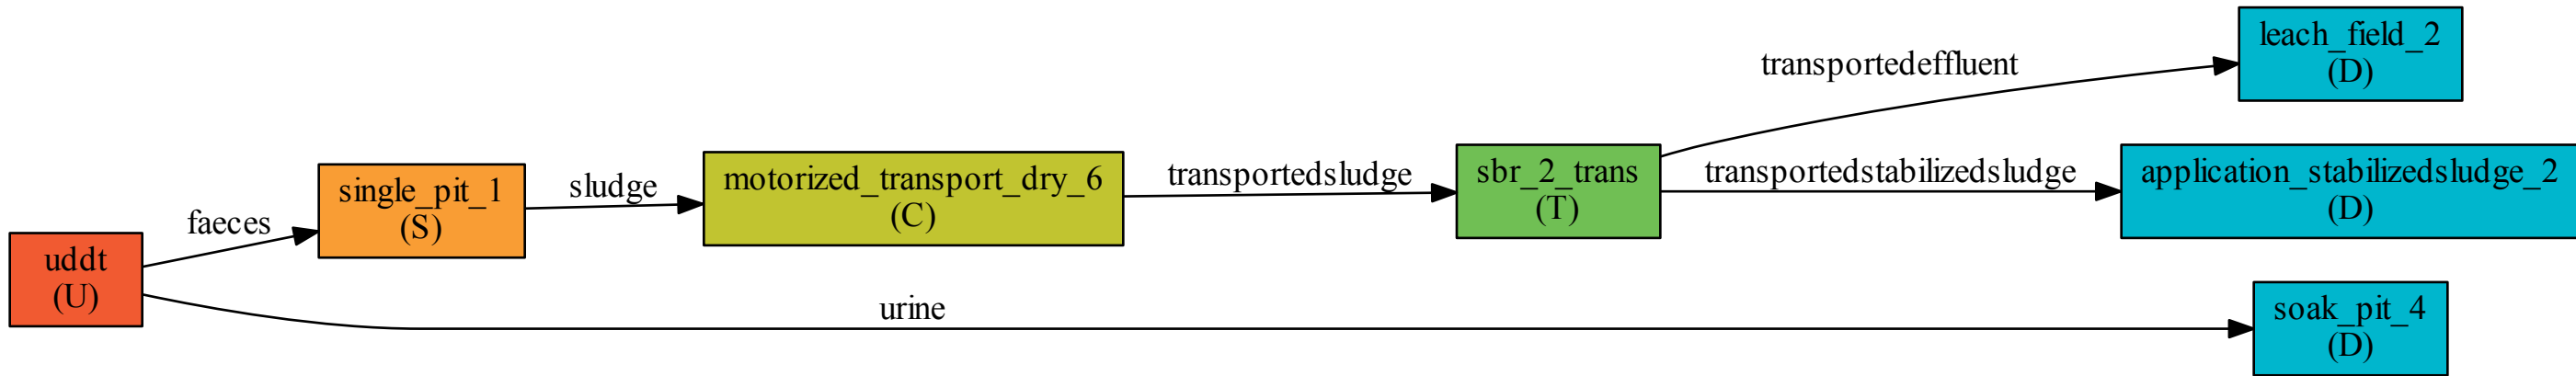 uddt
(U)
faeces
single_pit_1
(S)
sludge
motorized_transport_dry_6
(C)
transportedsludge
sbr_2_trans
(T)
transportedeffluent
leach_field_2
(D)
transportedstabilizedsludge
application_stabilizedsludge_2
(D)
urine
soak_pit_4
(D)